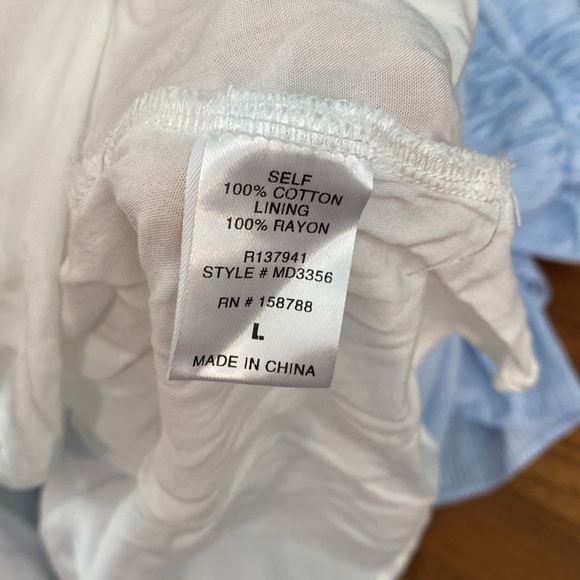 SELF
100% COTTON
LINING
100% RAYON
R137941
STYLE # MD3356
RN # 158788
L
MADE IN CHINA